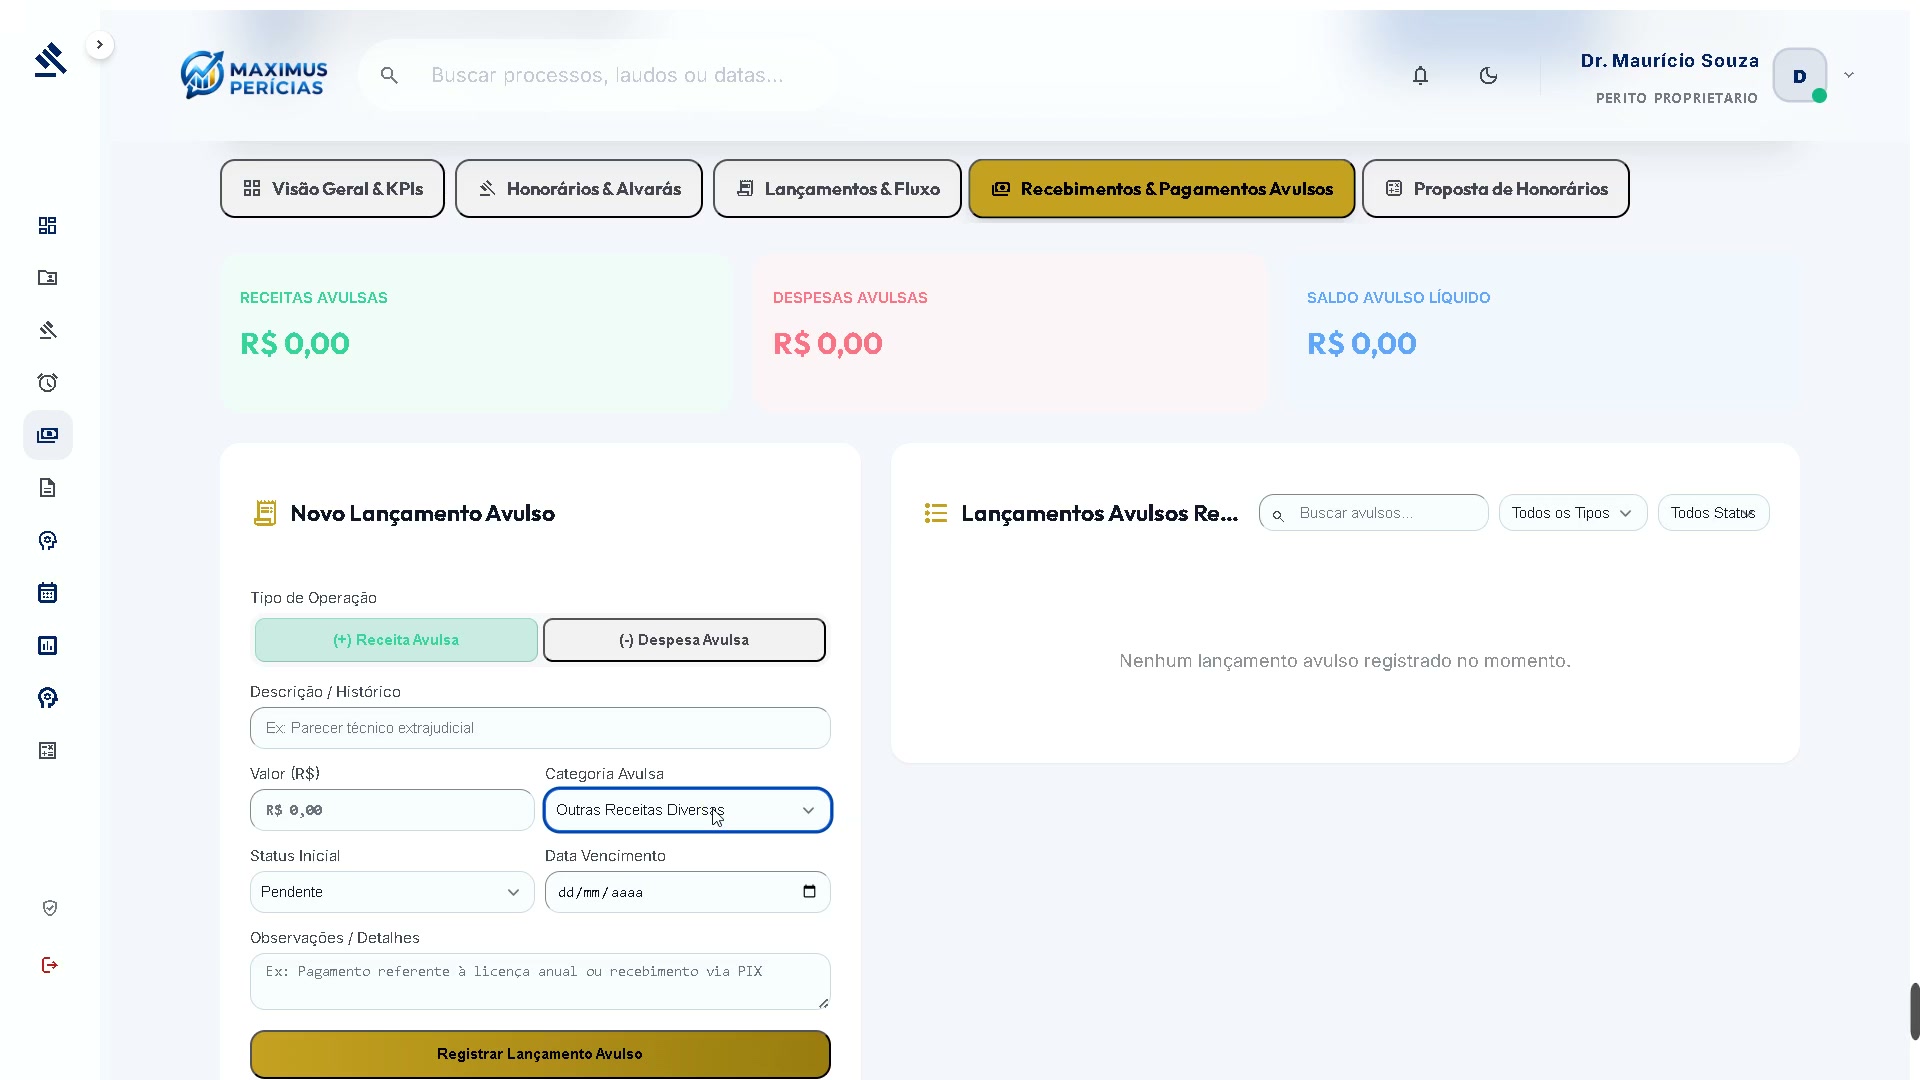 MAXIMUS
PERÍCIAS
Buscar processos, laudos ou datas...
Dr. Maurício Souza
PERITO PROPRIETARIO
D
Visão Geral & KPIs
Honorários & Alvarás
Lançamentos & Fluxo
Recebimentos & Pagamentos Avulsos
Proposta de Honorários
RECEITAS AVULSAS
R$ 0,00
DESPESAS AVULSAS
R$ 0,00
SALDO AVULSO LÍQUIDO
R$ 0,00
Novo Lançamento Avulso
Tipo de Operação
(+) Receita Avulsa
(-) Despesa Avulsa
Descrição / Histórico
Ex: Parecer técnico extrajudicial
Valor (R$)
Categoria Avulsa
R$ 0,00
Outras Receitas Diversas
Status Inicial
Data Vencimento
Pendente
dd/mm/aaaa
Observações / Detalhes
Ex: Pagamento referente à licença anual ou recebimento via PIX
Registrar Lançamento Avulso
Lançamentos Avulsos Re...
Buscar avulsos...
Todos os Tipos
Todos Status
Nenhum lançamento avulso registrado no momento.